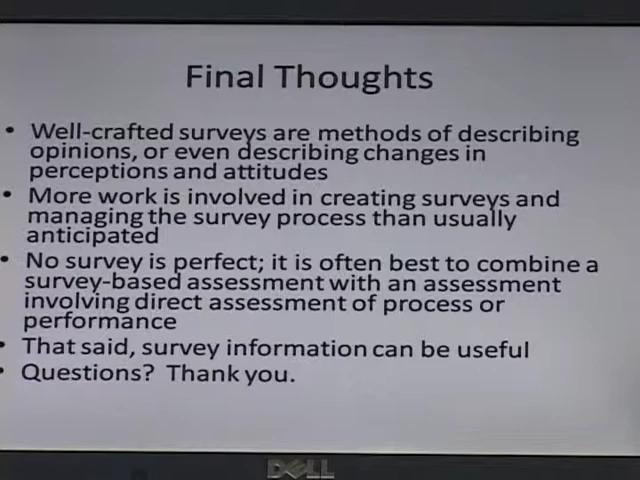 Final Thoughts
• Well-crafted surveys are methods of describing
opinions, or even describing changes in
perceptions and attitudes
• More work is involved in creating surveys and
managing the survey process than usually
anticipated
• No survey is perfect; it is often best to combine a
survey-based assessment with an assessment
involving direct assessment of process or
performance
• That said, survey information can be useful
• Questions? Thank you.
DELL